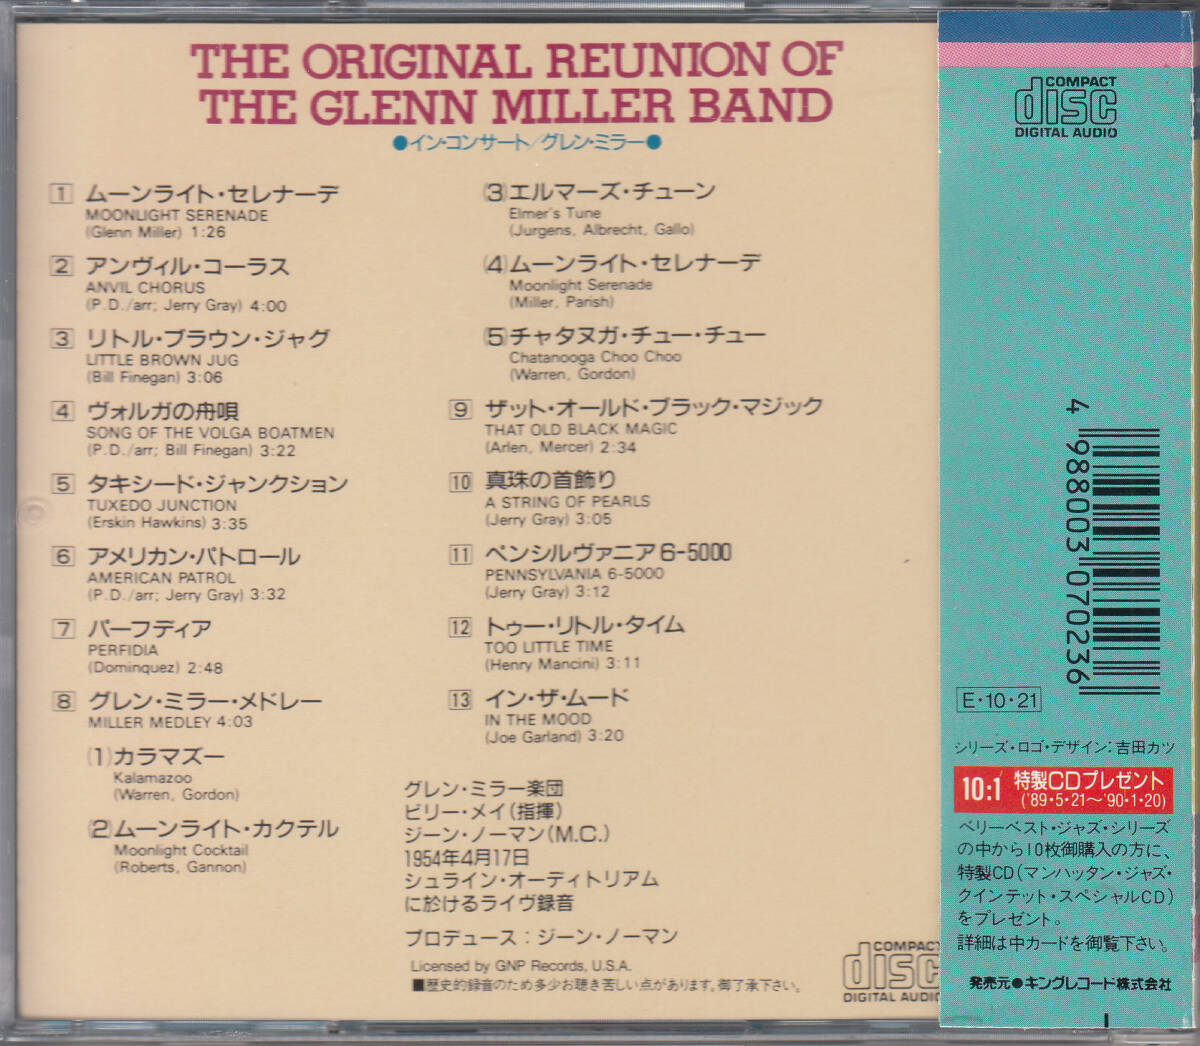 THE ORIGINAL REUNION OF
THE GLENN MILLER BAND
●イン・コンサート/グレン・ミラー●
1 ムーンライト・セレナーデ
MOONLIGHT SERENADE
(Glenn Miller) 1:26
2 アンヴィル・コーラス
ANVIL CHORUS
(P.D./arr; Jerry Gray) 4:00
3 リトル・ブラウン・ジャグ
LITTLE BROWN JUG
(Bill Finegan) 3:06
4 ヴォルガの舟唄
SONG OF THE VOLGA BOATMEN
(P.D./arr; Bill Finegan) 3:22
5 タキシード・ジャンクション
TUXEDO JUNCTION
(Erskin Hawkins) 3:35
6 アメリカン・パトロール
AMERICAN PATROL
(P.D./arr; Jerry Gray) 3:32
7 パーフディア
PERFIDIA
(Dominquez) 2:48
8 グレン・ミラー・メドレー
MILLER MEDLEY 4:03
(1)カラマズー
Kalamazoo
(Warren, Gordon)
(2)ムーンライト・カクテル
Moonlight Cocktail
(Roberts, Gannon)
(3)エルマーズ・チューン
Elmer's Tune
(Jurgens, Albrecht, Gallo)
(4)ムーンライト・セレナーデ
Moonlight Serenade
(Miller, Parish)
(5)チャタヌガ・チュー・チュー
Chatanooga Choo Choo
(Warren, Gordon)
9 ザット・オールド・ブラック・マジック
THAT OLD BLACK MAGIC
(Arlen, Mercer) 2:34
10 真珠の首飾り
A STRING OF PEARLS
(Jerry Gray) 3:05
11 ペンシルヴァニア6-5000
PENNSYLVANIA 6-5000
(Jerry Gray) 3:12
12 トゥー・リトル・タイム
TOO LITTLE TIME
(Henry Mancini) 3:11
13 イン・ザ・ムード
IN THE MOOD
(Joe Garland) 3:20
グレン・ミラー楽団
ビリー・メイ(指揮)
ジーン・ノーマン(M.C.)
1954年4月17日
シュライン・オーディトリアム
に於けるライヴ録音
プロデュース:ジーン・ノーマン
Licensed by GNP Records, U.S.A.
■歴史的録音のため多少お聴き苦しい点があります。御了承下さい。
COMPACT
disc
DIGITAL AUDIO
COMPACT
disc
DIGITAL AUDIO
4 988003 070236
E・10・21
シリーズ・ロゴ・デザイン:吉田カツ
10:1 特製CDプレゼント
('89・5・21〜'90・1・20)
ベリーベスト・ジャズ・シリーズ
の中から10枚御購入の方に、
特製CD(マンハッタン・ジャズ・
クインテット・スペシャルCD)
をプレゼント。
詳細は中カードを御覧下さい。
発売元●キングレコード株式会社